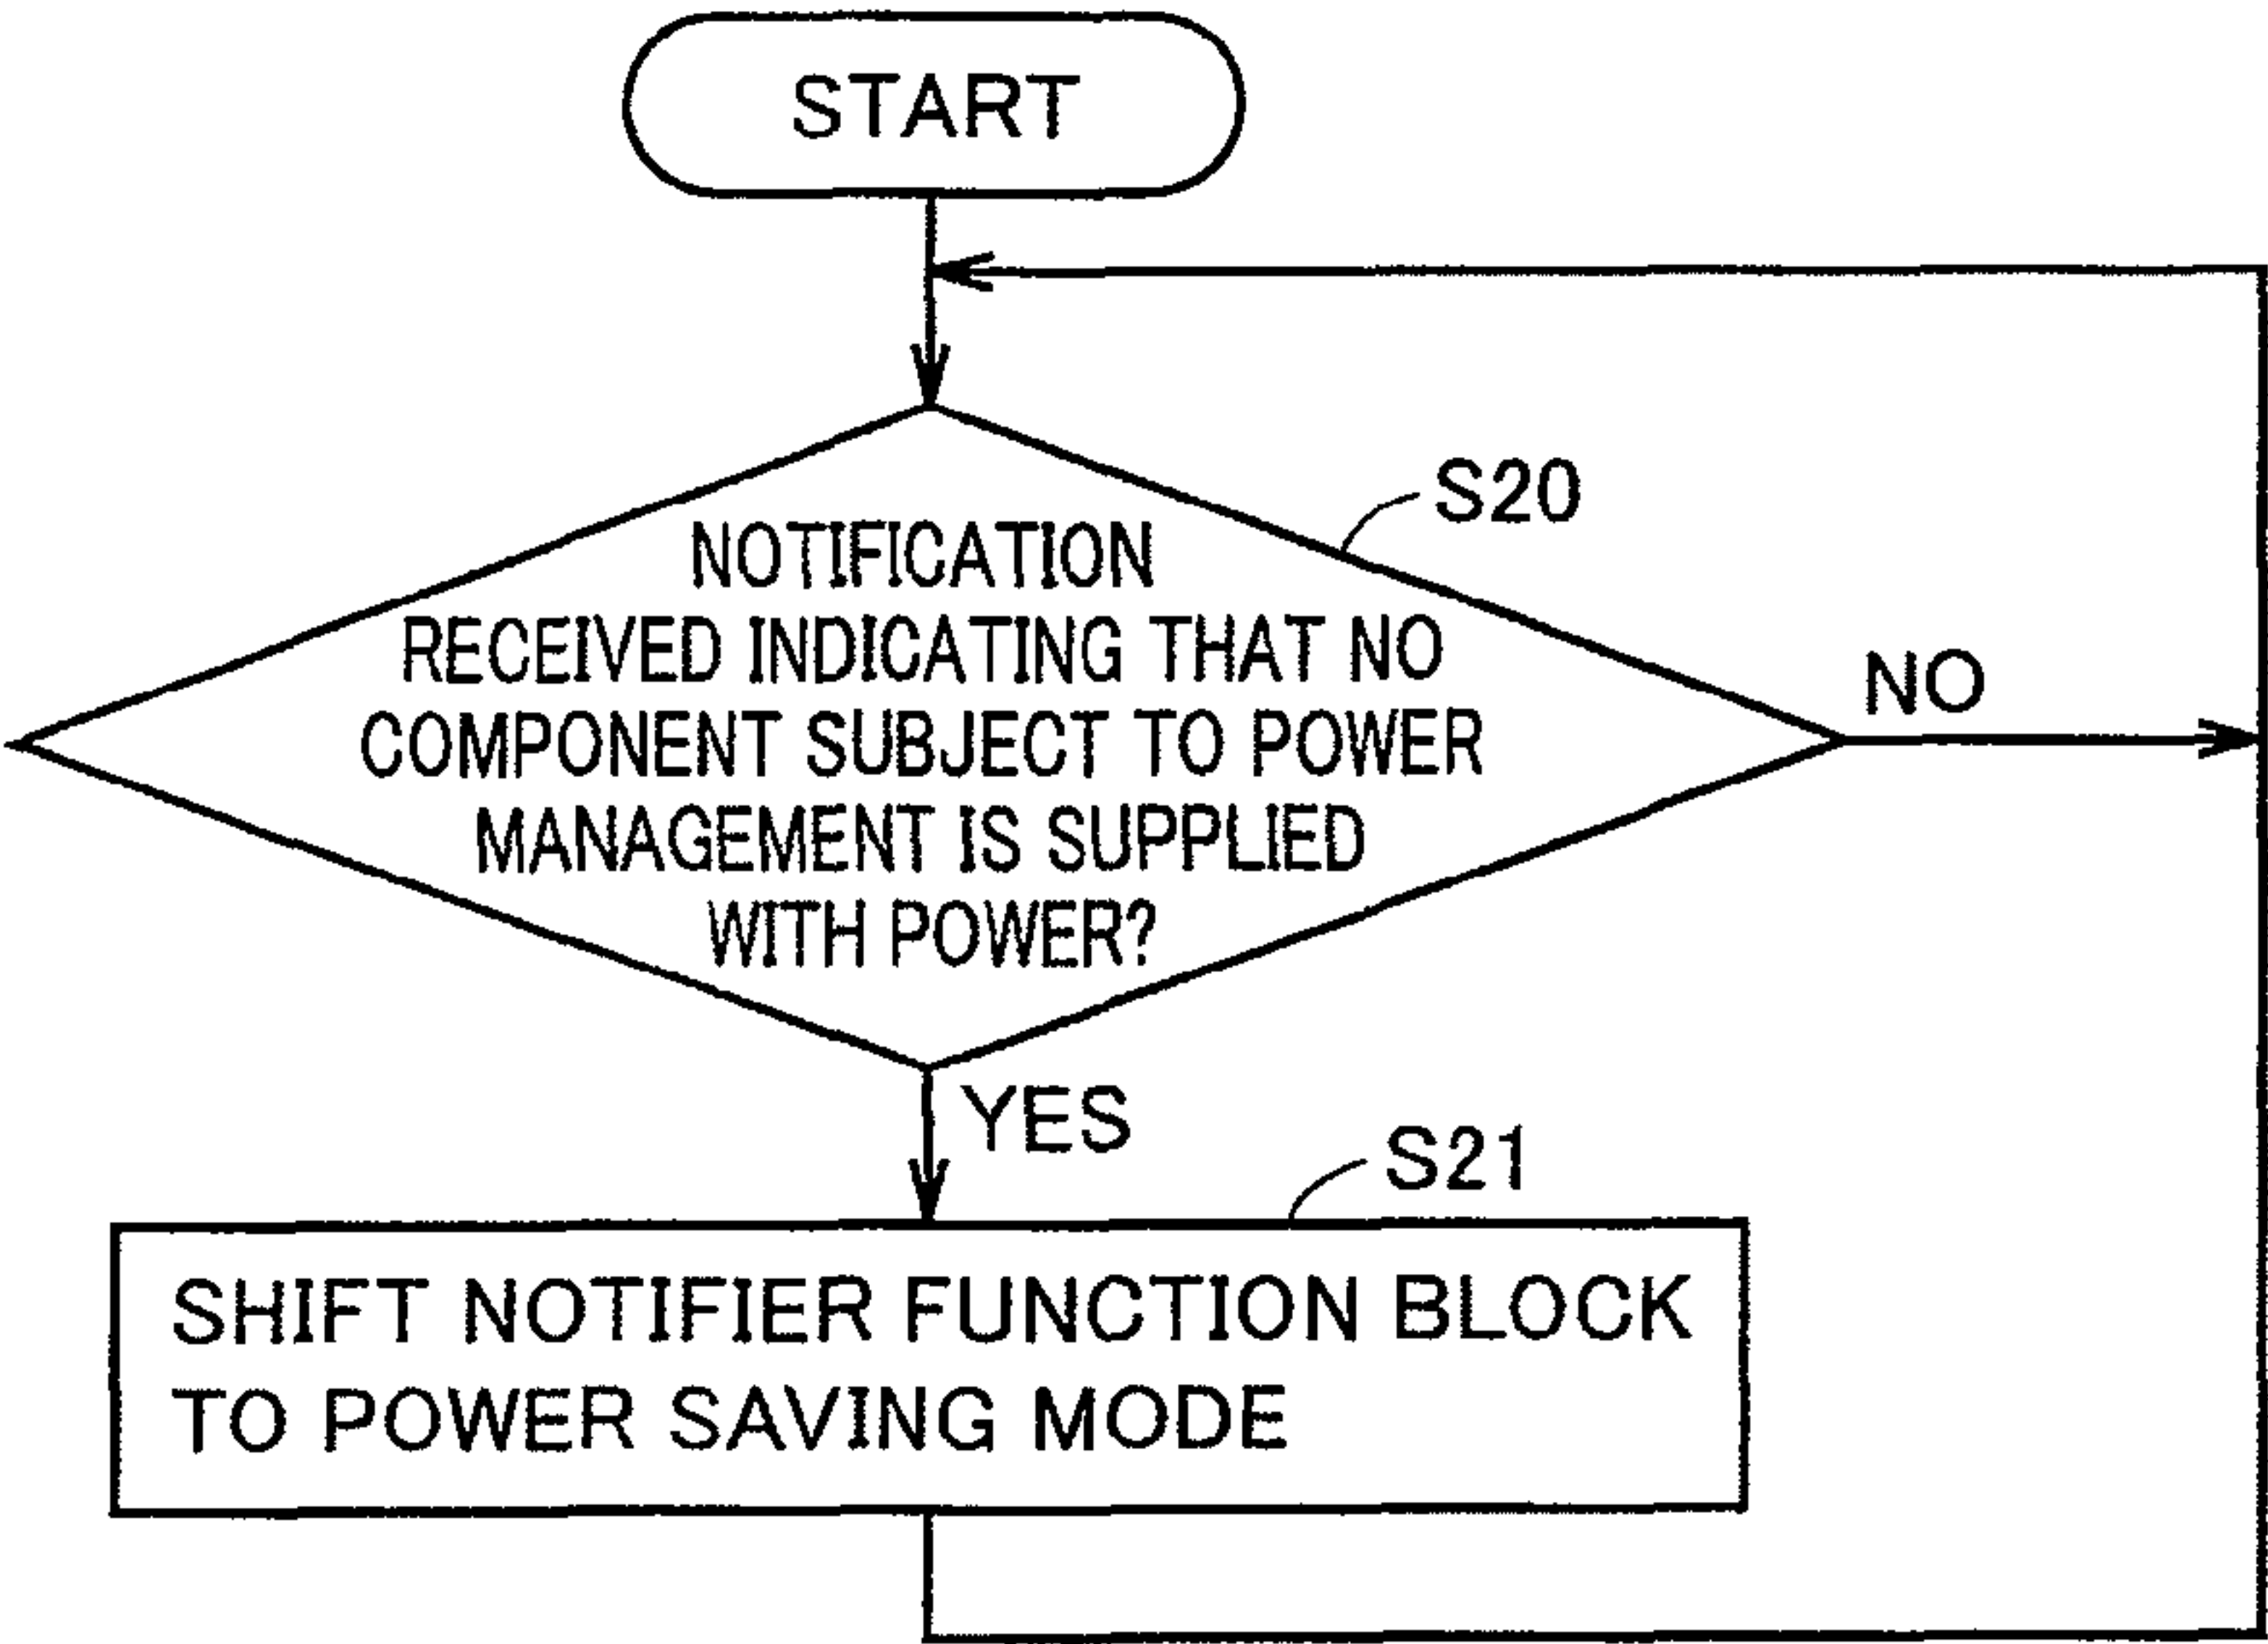 START
S20
NOTIFICATION
RECEIVED INDICATING THAT NO
COMPONENT SUBJECT TO POWER
MANAGEMENT IS SUPPLIED
WITH POWER?
NO
YES
S21
SHIFT NOTIFIER FUNCTION BLOCK
TO POWER SAVING MODE